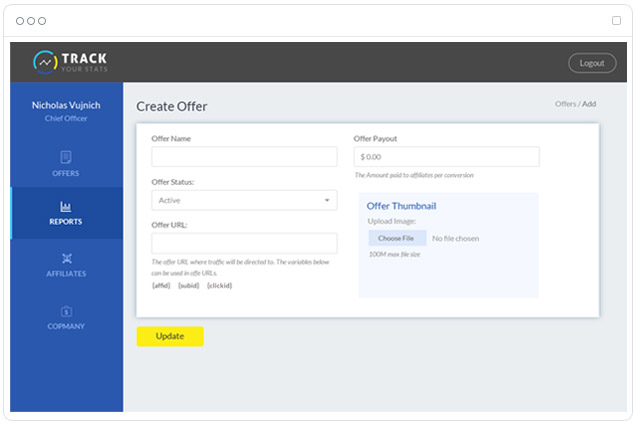 TRACK
YOUR STATS
Logout
Nicholas Vujnich
Chief Officer
OFFERS
REPORTS
AFFILIATES
COPMANY
Create Offer
Offers / Add
Offer Name
Offer Status:
Active
Offer URL:
The offer URL where traffic will be directed to. The variables below
can be used in offe URLs.
{affid} {subid} {clickid}
Offer Payout
$ 0.00
The Amount paid to affiliates per conversion
Offer Thumbnail
Upload Image:
Choose File No file chosen
100M max file size
Update